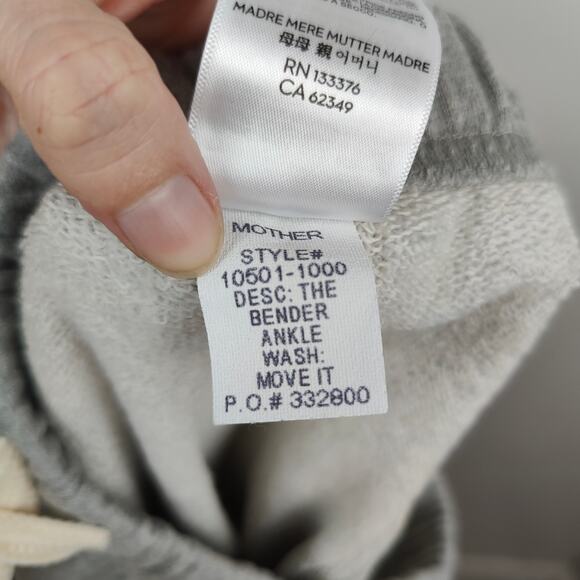 MADRE MERE MUTTER MADRE
母母 親 어머니
RN 133376
CA 62349
MOTHER
STYLE#
10501-1000
DESC: THE
BENDER
ANKLE
WASH:
MOVE IT
P.O.# 332800